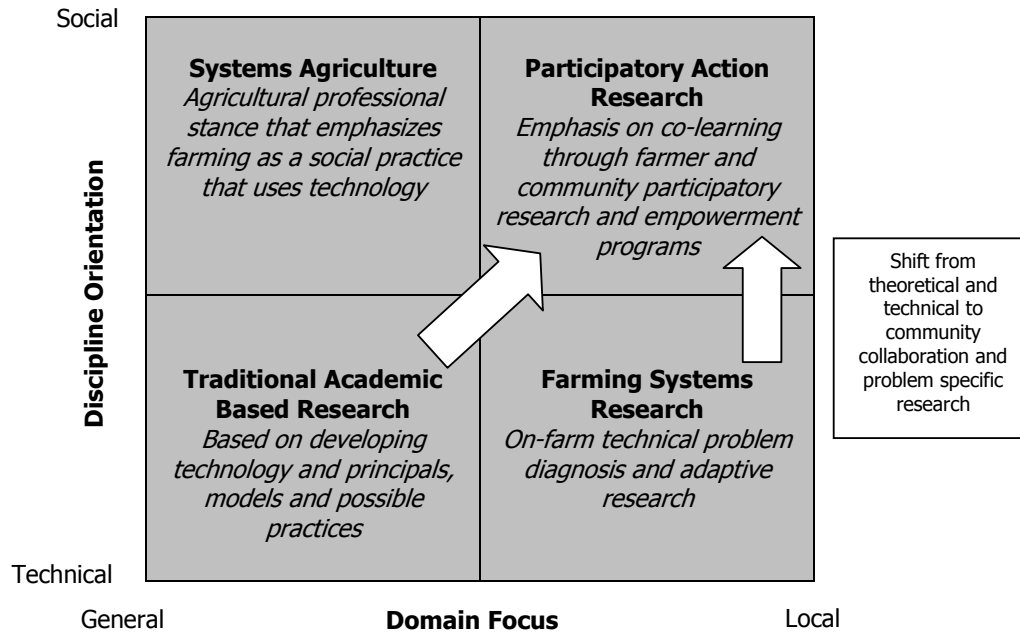 Social
Discipline Orientation
Systems Agriculture
Agricultural professional
stance that emphasizes
farming as a social practice
that uses technology
Participatory Action
Research
Emphasis on co-learning
through farmer and
community participatory
research and empowerment
programs
Traditional Academic
Based Research
Based on developing
technology and principals,
models and possible
practices
Farming Systems
Research
On-farm technical problem
diagnosis and adaptive
research
Shift from
theoretical and
technical to
community
collaboration and
problem specific
research
Technical
General
Domain Focus
Local